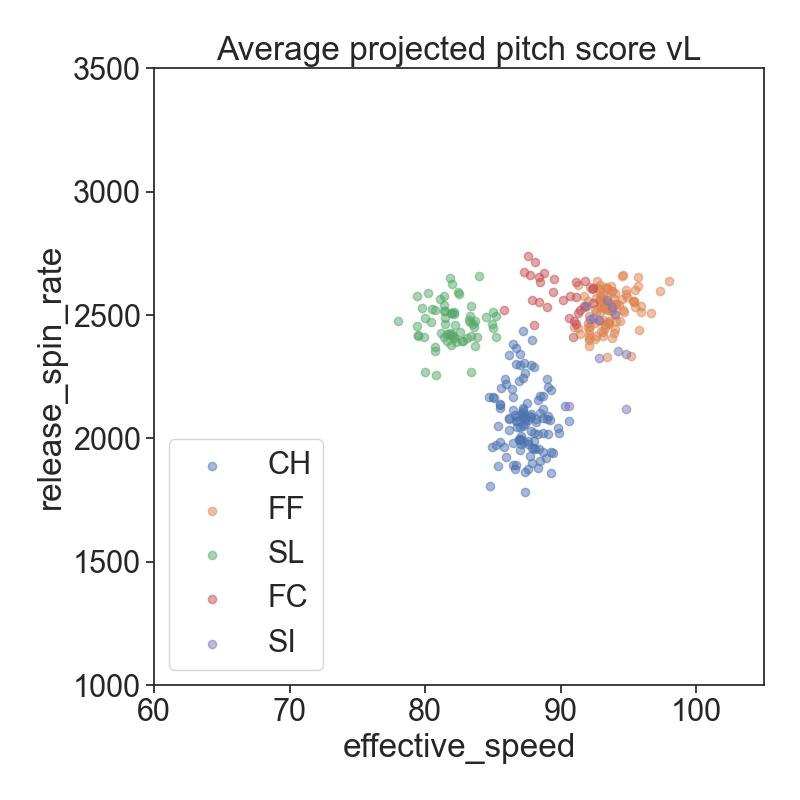 Average projected pitch score vL
3500
3000
2500
2000
1500
1000
release_spin_rate
CH
FF
SL
FC
SI
60 70 80 90 100
effective_speed